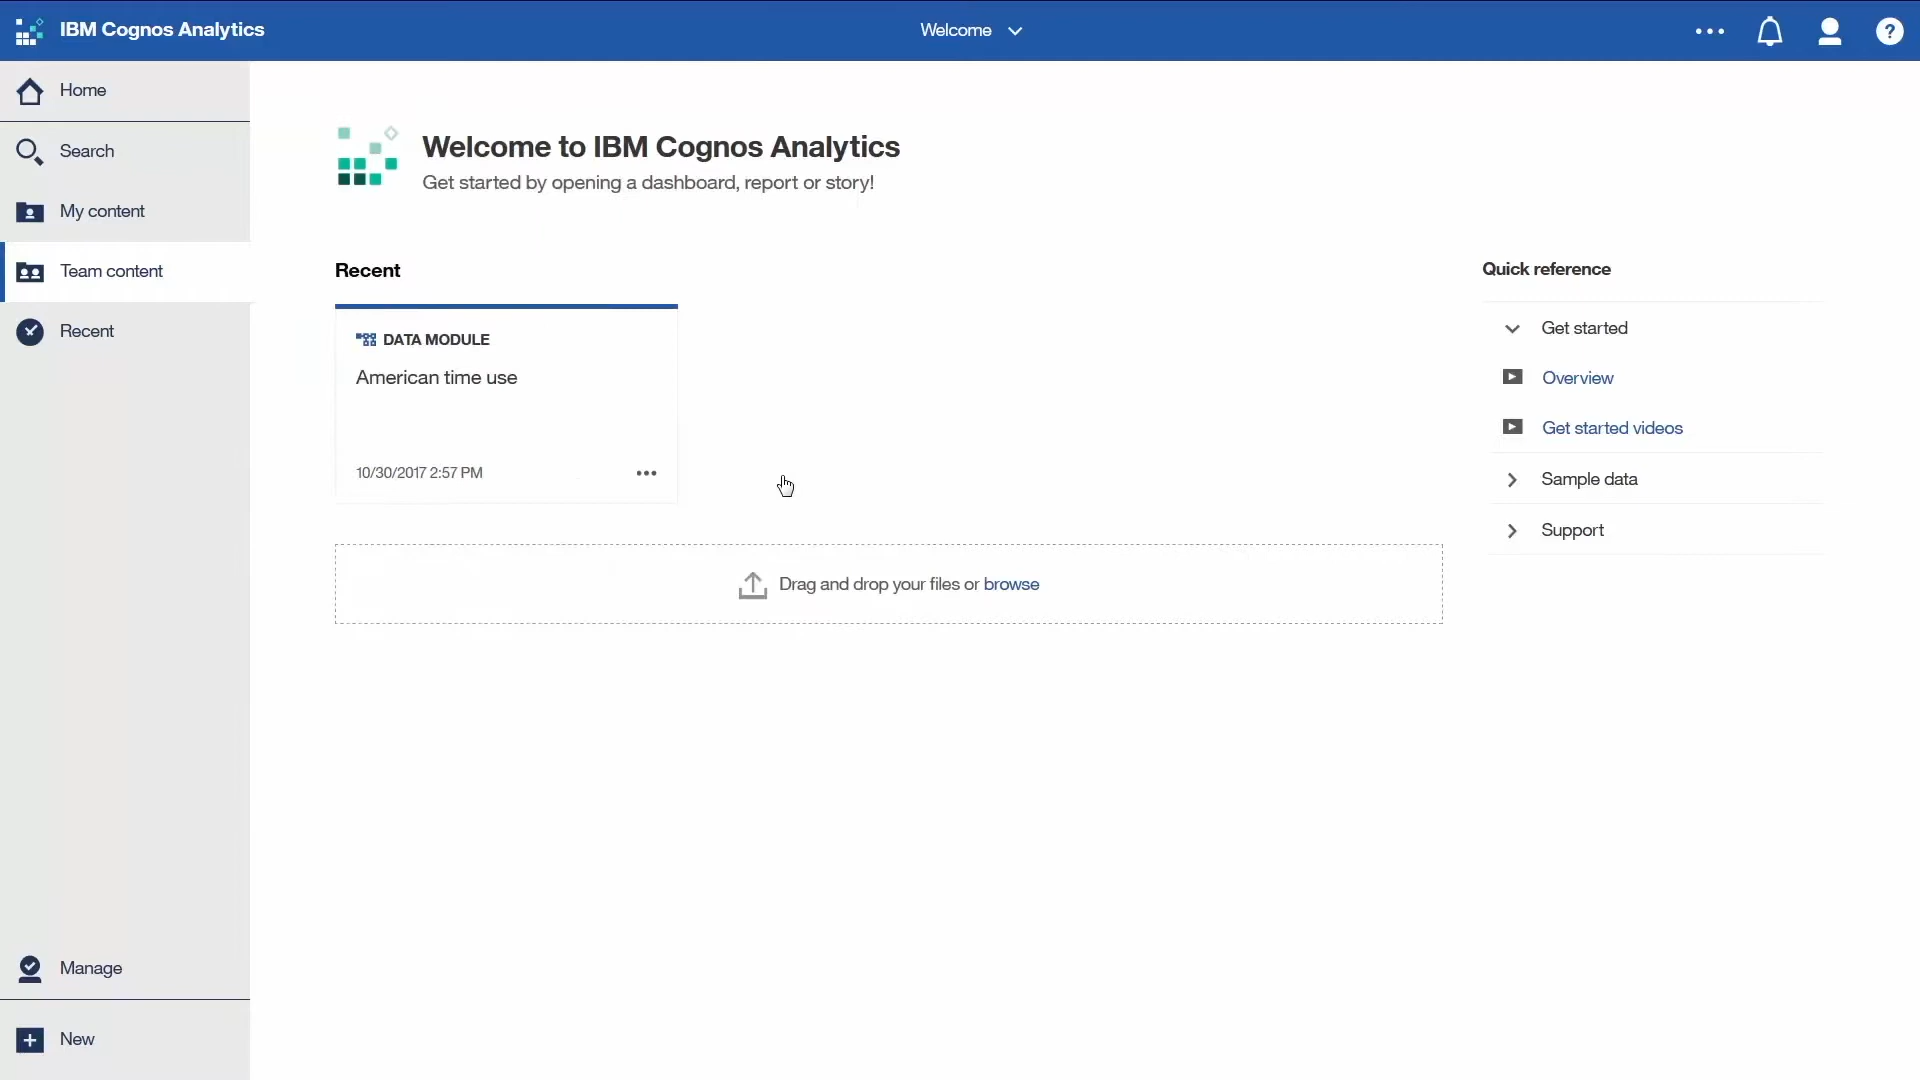 IBM Cognos Analytics
Welcome
?
Home
Search
My content
Team content
Recent
Manage
New
Welcome to IBM Cognos Analytics
Get started by opening a dashboard, report or story!
Recent
DATA MODULE
American time use
10/30/2017 2:57 PM
Drag and drop your files or browse
Quick reference
Get started
Overview
Get started videos
Sample data
Support